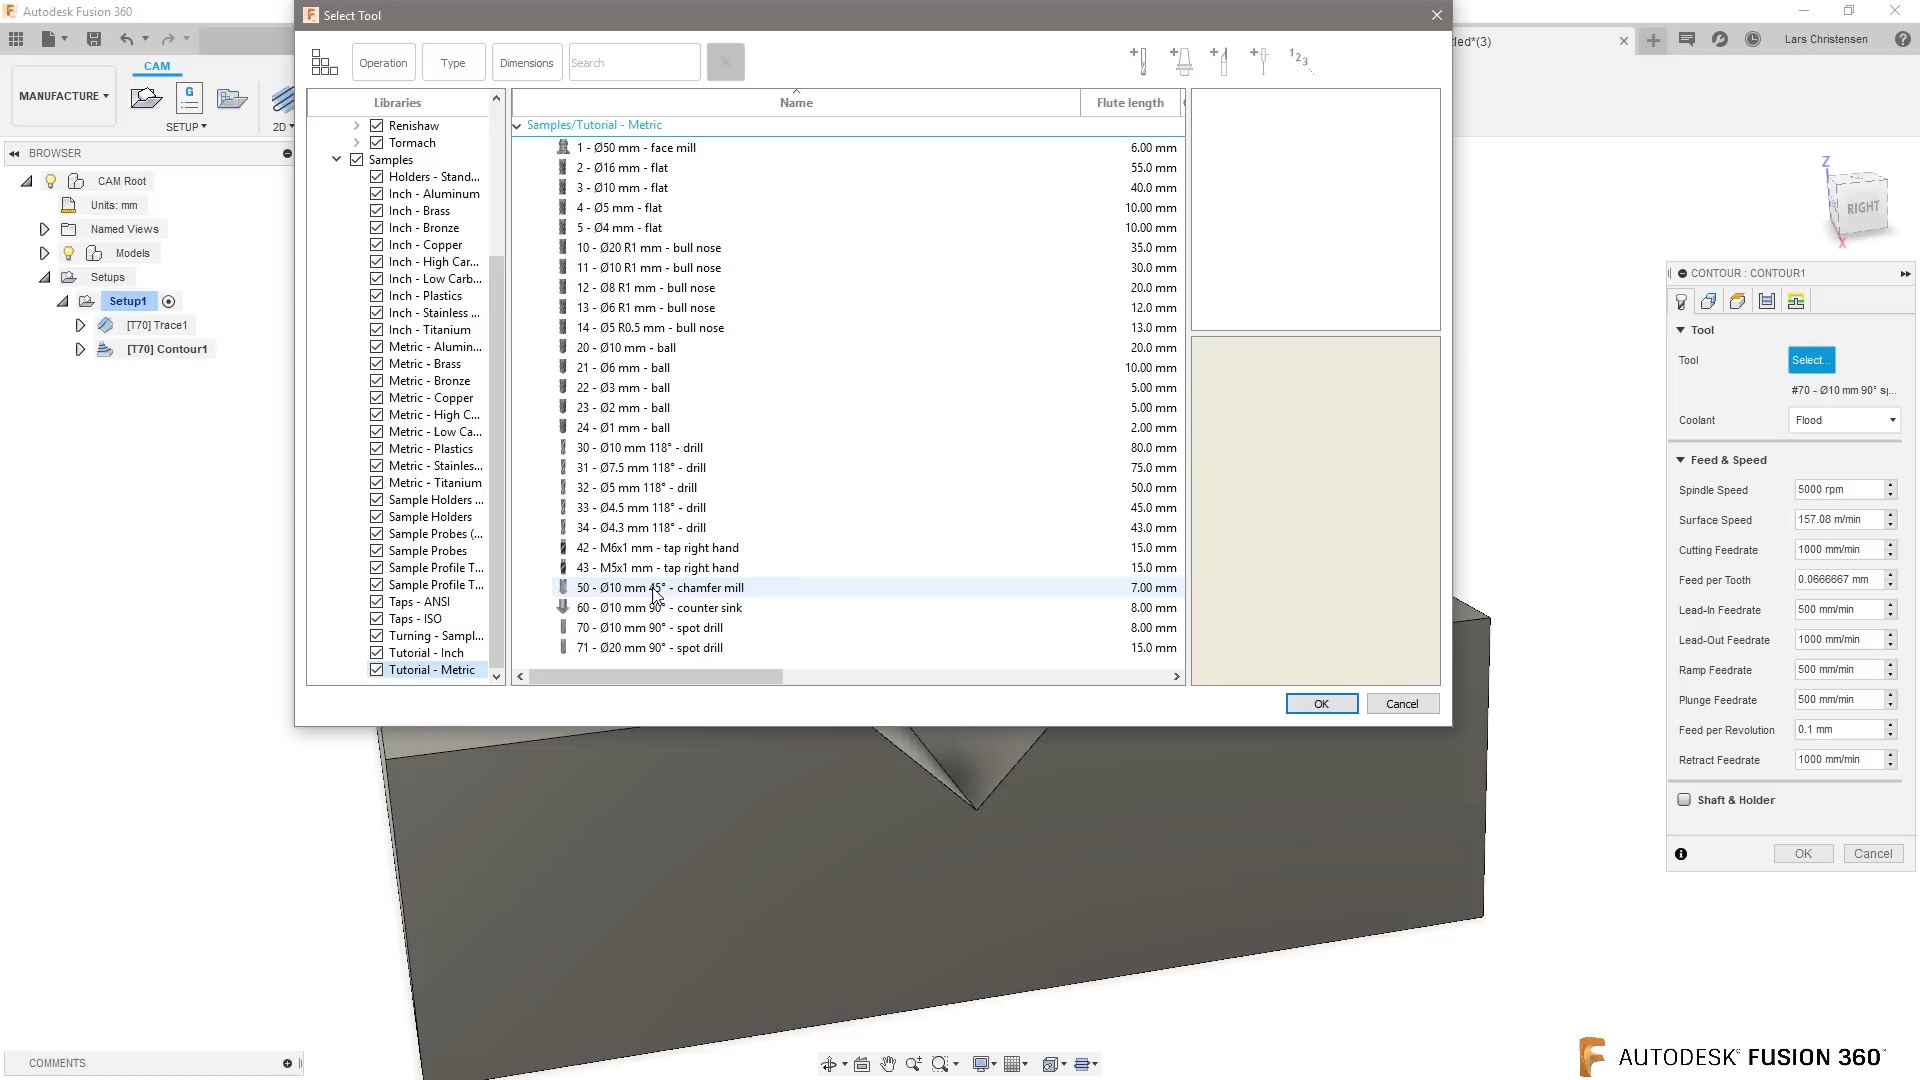 Autodesk Fusion 360
Select Tool
led*(3)
Lars Christensen
MANUFACTURE
CAM
SETUP
2D
Operation
Type
Dimensions
Search
BROWSER
CAM Root
Units: mm
Named Views
Models
Setups
Setup1
[T70] Trace1
[T70] Contour1
Libraries
Renishaw
Tormach
Samples
Holders - Stand...
Inch - Aluminum
Inch - Brass
Inch - Bronze
Inch - Copper
Inch - High Car...
Inch - Low Carb...
Inch - Plastics
Inch - Stainless ...
Inch - Titanium
Metric - Alumin...
Metric - Brass
Metric - Bronze
Metric - Copper
Metric - High C...
Metric - Low Ca...
Metric - Plastics
Metric - Stainles...
Metric - Titanium
Sample Holders ...
Sample Holders
Sample Probes (...
Sample Probes
Sample Profile T...
Sample Profile T...
Taps - ANSI
Taps - ISO
Turning - Sampl...
Tutorial - Inch
Tutorial - Metric
Name Flute length
Samples/Tutorial - Metric
1 - Ø50 mm - face mill 6.00 mm
2 - Ø16 mm - flat 55.0 mm
3 - Ø10 mm - flat 40.0 mm
4 - Ø5 mm - flat 10.00 mm
5 - Ø4 mm - flat 10.00 mm
10 - Ø20 R1 mm - bull nose 35.0 mm
11 - Ø10 R1 mm - bull nose 30.0 mm
12 - Ø8 R1 mm - bull nose 20.0 mm
13 - Ø6 R1 mm - bull nose 12.0 mm
14 - Ø5 R0.5 mm - bull nose 13.0 mm
20 - Ø10 mm - ball 20.0 mm
21 - Ø6 mm - ball 10.00 mm
22 - Ø3 mm - ball 5.00 mm
23 - Ø2 mm - ball 5.00 mm
24 - Ø1 mm - ball 2.00 mm
30 - Ø10 mm 118° - drill 80.0 mm
31 - Ø7.5 mm 118° - drill 75.0 mm
32 - Ø5 mm 118° - drill 50.0 mm
33 - Ø4.5 mm 118° - drill 45.0 mm
34 - Ø4.3 mm 118° - drill 43.0 mm
42 - M6x1 mm - tap right hand 15.0 mm
43 - M5x1 mm - tap right hand 15.0 mm
50 - Ø10 mm 45° - chamfer mill 7.00 mm
60 - Ø10 mm 90° - counter sink 8.00 mm
70 - Ø10 mm 90° - spot drill 8.00 mm
71 - Ø20 mm 90° - spot drill 15.0 mm
OK
Cancel
Z
RIGHT
X
CONTOUR : CONTOUR1
Tool
Tool Select...
#70 - Ø10 mm 90° sp...
Coolant Flood
Feed & Speed
Spindle Speed 5000 rpm
Surface Speed 157.08 m/min
Cutting Feedrate 1000 mm/min
Feed per Tooth 0.0666667 mm
Lead-In Feedrate 500 mm/min
Lead-Out Feedrate 1000 mm/min
Ramp Feedrate 500 mm/min
Plunge Feedrate 500 mm/min
Feed per Revolution 0.1 mm
Retract Feedrate 1000 mm/min
Shaft & Holder
OK
Cancel
COMMENTS
AUTODESK® FUSION 360™